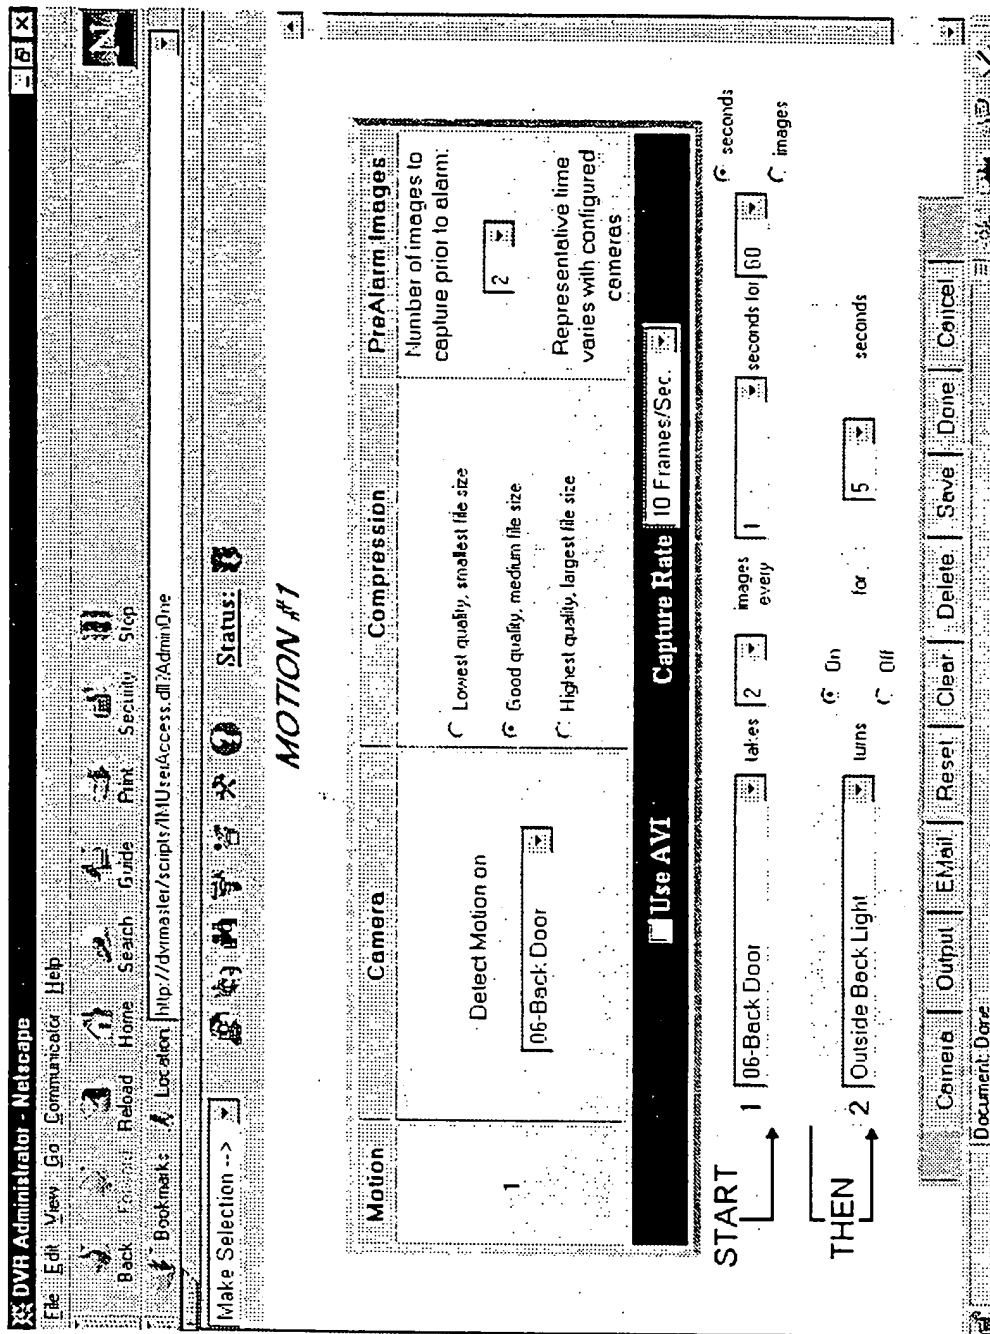 DVR Administrator - Netscape
File Edit View Go Communicator Help
Back Forward Reload Home Search Guide Print Security Stop
Bookmarks Location http://dvrmaster/scripts/IMUserAccess.dll?AdminOne
Make Selection --> Status:
MOTION #1
Motion Camera Compression PreAlarm Images
1
Detect Motion on
06-Back Door
Lowest quality, smallest file size
Good quality, medium file size
Highest quality, largest file size
Number of images to
capture prior to alarm:
2
Representative time
varies with configured
cameras
Use AVI Capture Rate 10 Frames/Sec.
START 1 06-Back Door takes 2 images every 1 seconds for 60 seconds
images
THEN 2 Outside Back Light turns On for 5 seconds
Off
Camera Output EMail Reset Clear Delete Save Done Cancel
Document: Done